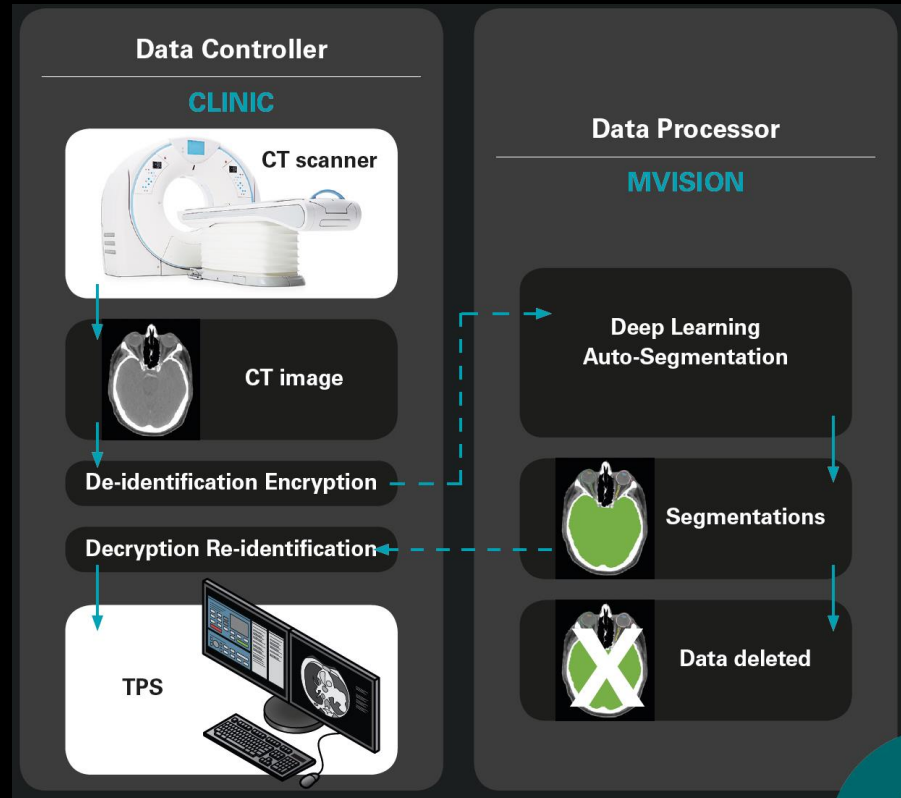 Data Controller
CLINIC
CT scanner
CT image
De-identification Encryption
Decryption Re-identification
TPS
Data Processor
MVISION
Deep Learning
Auto-Segmentation
Segmentations
Data deleted